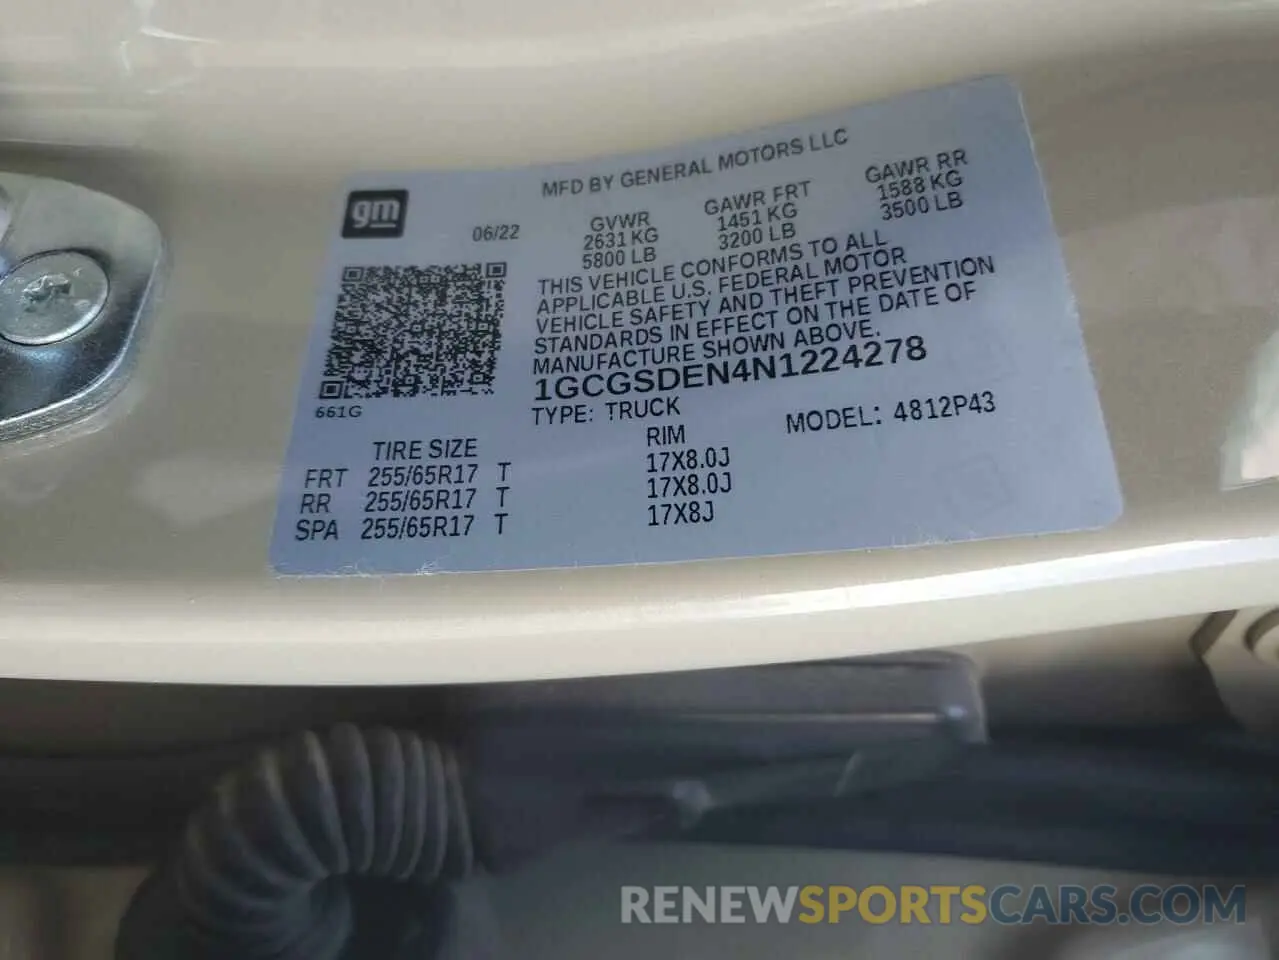 MFD BY GENERAL MOTORS LLC
gm
06/22
GVWR GAWR FRT GAWR RR
2631 KG 1451 KG 1588 KG
5800 LB 3200 LB 3500 LB
THIS VEHICLE CONFORMS TO ALL
APPLICABLE U.S. FEDERAL MOTOR
VEHICLE SAFETY AND THEFT PREVENTION
STANDARDS IN EFFECT ON THE DATE OF
MANUFACTURE SHOWN ABOVE.
1GCGSDEN4N1224278
661G
TYPE: TRUCK MODEL: 4812P43
TIRE SIZE RIM
FRT 255/65R17 T 17X8.0J
RR 255/65R17 T 17X8.0J
SPA 255/65R17 T 17X8J
RENEWSPORTSCARS.COM